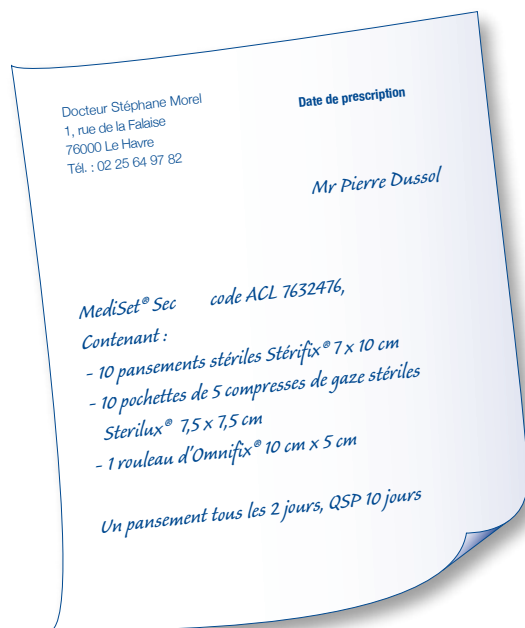 Docteur Stéphane Morel
1, rue de la Falaise
76000 Le Havre
Tél. : 02 25 64 97 82
Date de prescription
Mr Pierre Dussol
MediSet® Sec code ACL 7632476,
Contenant :
- 10 pansements stériles Stérifix® 7 x 10 cm
- 10 pochettes de 5 compresses de gaze stériles
Sterilux® 7,5 x 7,5 cm
- 1 rouleau d'Omnifix® 10 cm x 5 cm
Un pansement tous les 2 jours, QSP 10 jours